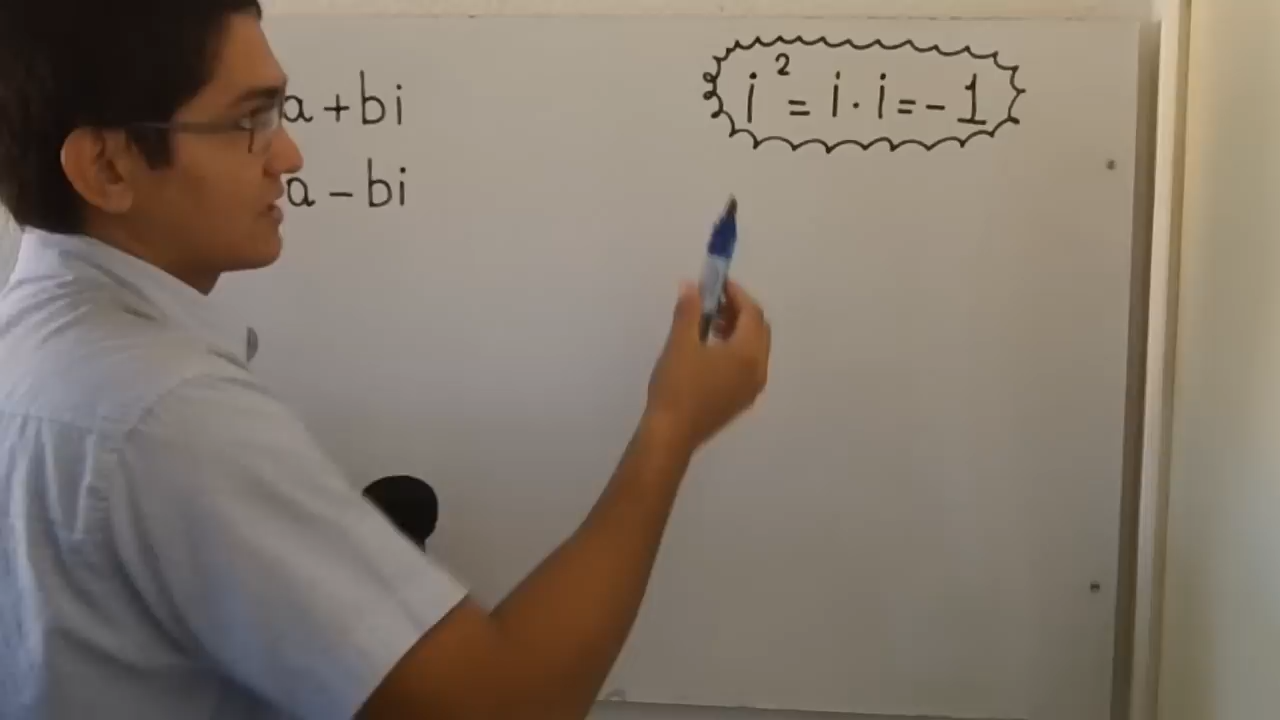 a + bi
a - bi
i² = i · i = - 1